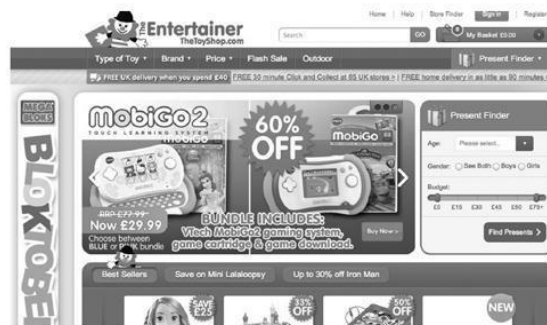 Home | Help | Store Finder Sign in Register
The Entertainer
TheToyShop.com
Search GO My Basket £0.00
Type of Toy Brand Price Flash Sale Outdoor Present Finder
FREE UK delivery when you spend £40 FREE 30 minute Click and Collect at 85 UK stores > | FREE home delivery in as little as 90 minutes
MEGA BLOKS
BLOKTOBE
MobiGo2
TOUCH LEARNING SYSTEM
60% OFF
MobiGo
RRP £77.99
Now £29.99
Choose between
BLUE or PINK bundle
BUNDLE INCLUDES:
VTech MobiGo2 gaming system,
game cartridge & game download.
Buy Now >
Present Finder
Age: Please select...
Gender: See Both Boys Girls
Budget:
£0 £15 £30 £45 £60 £75+
Find Presents >
Best Sellers Save on Mini Lalaloopsy Up to 30% off Iron Man
SAVE £25
33% OFF
50% OFF
NEW